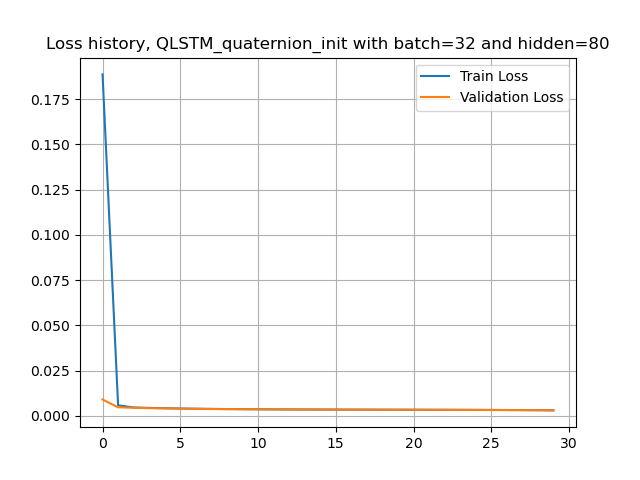 Loss history, QLSTM_quaternion_init with batch=32 and hidden=80
Train Loss
Validation Loss
0.175
0.150
0.125
0.100
0.075
0.050
0.025
0.000
0 5 10 15 20 25 30